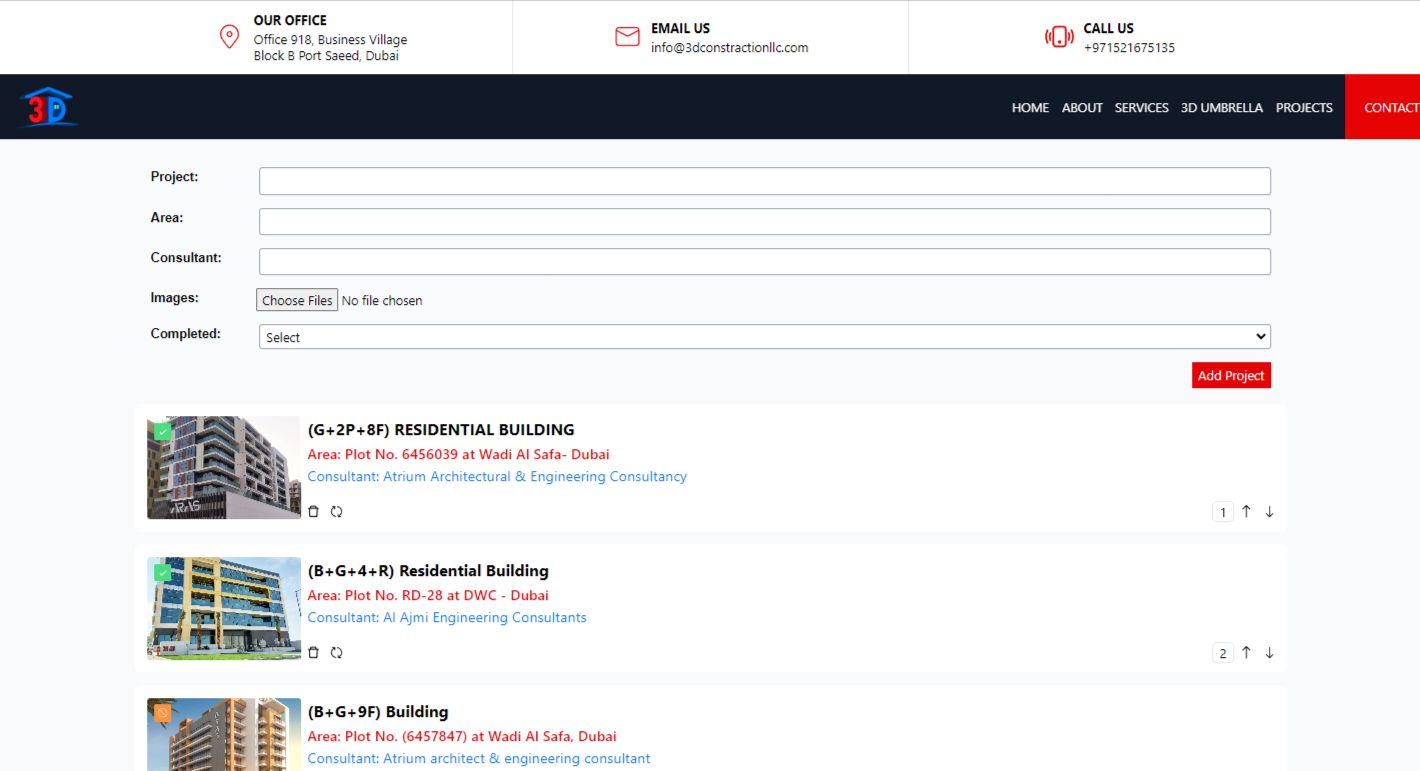 OUR OFFICE
Office 918, Business Village
Block B Port Saeed, Dubai
EMAIL US
info@3dconstractionllc.com
CALL US
+971521675135
3D
HOME ABOUT SERVICES 3D UMBRELLA PROJECTS CONTACT
Project:
Area:
Consultant:
Images: Choose Files No file chosen
Completed: Select
Add Project
(G+2P+8F) RESIDENTIAL BUILDING
Area: Plot No. 6456039 at Wadi Al Safa- Dubai
Consultant: Atrium Architectural & Engineering Consultancy
1
(B+G+4+R) Residential Building
Area: Plot No. RD-28 at DWC - Dubai
Consultant: Al Ajmi Engineering Consultants
2
(B+G+9F) Building
Area: Plot No. (6457847) at Wadi Al Safa, Dubai
Consultant: Atrium architect & engineering consultant